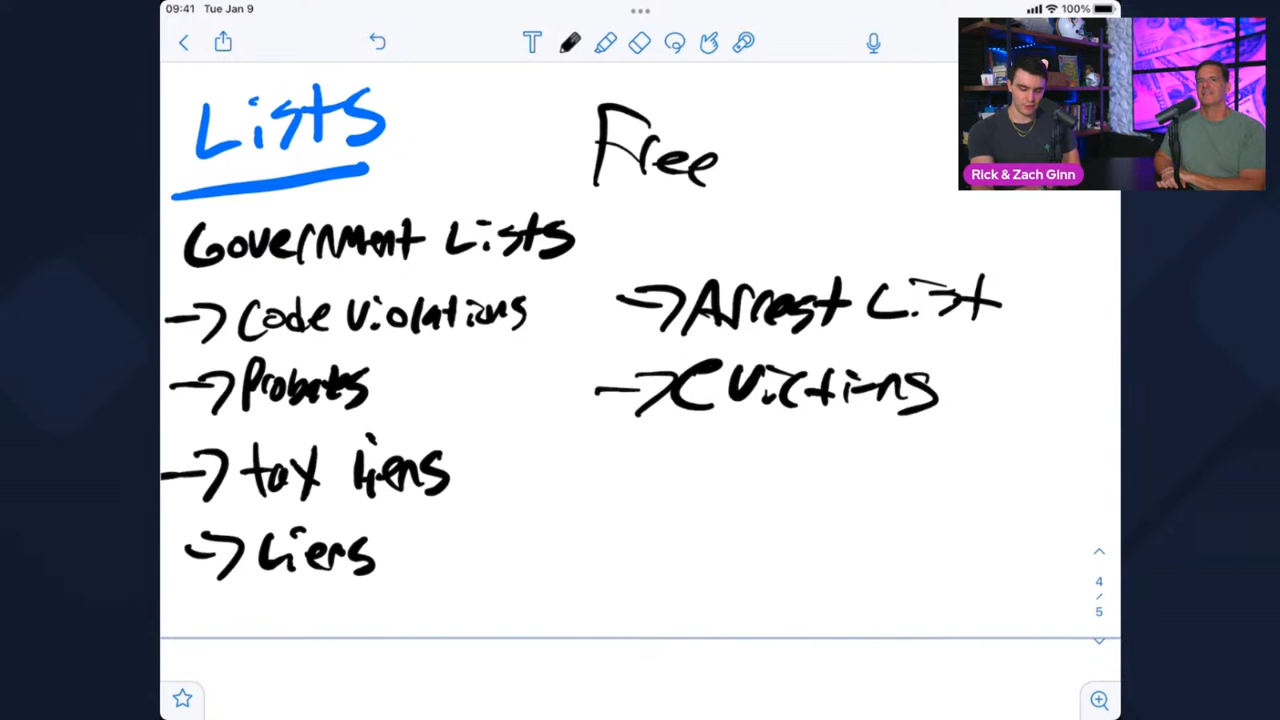 09:41 Tue Jan 9
100%
T
Rick & Zach Ginn
Lists
Free
Government Lists
→ Code Violations
→ Probates
→ tax liens
→ Liens
→ Arrest List
→ Evictions
4
/
5